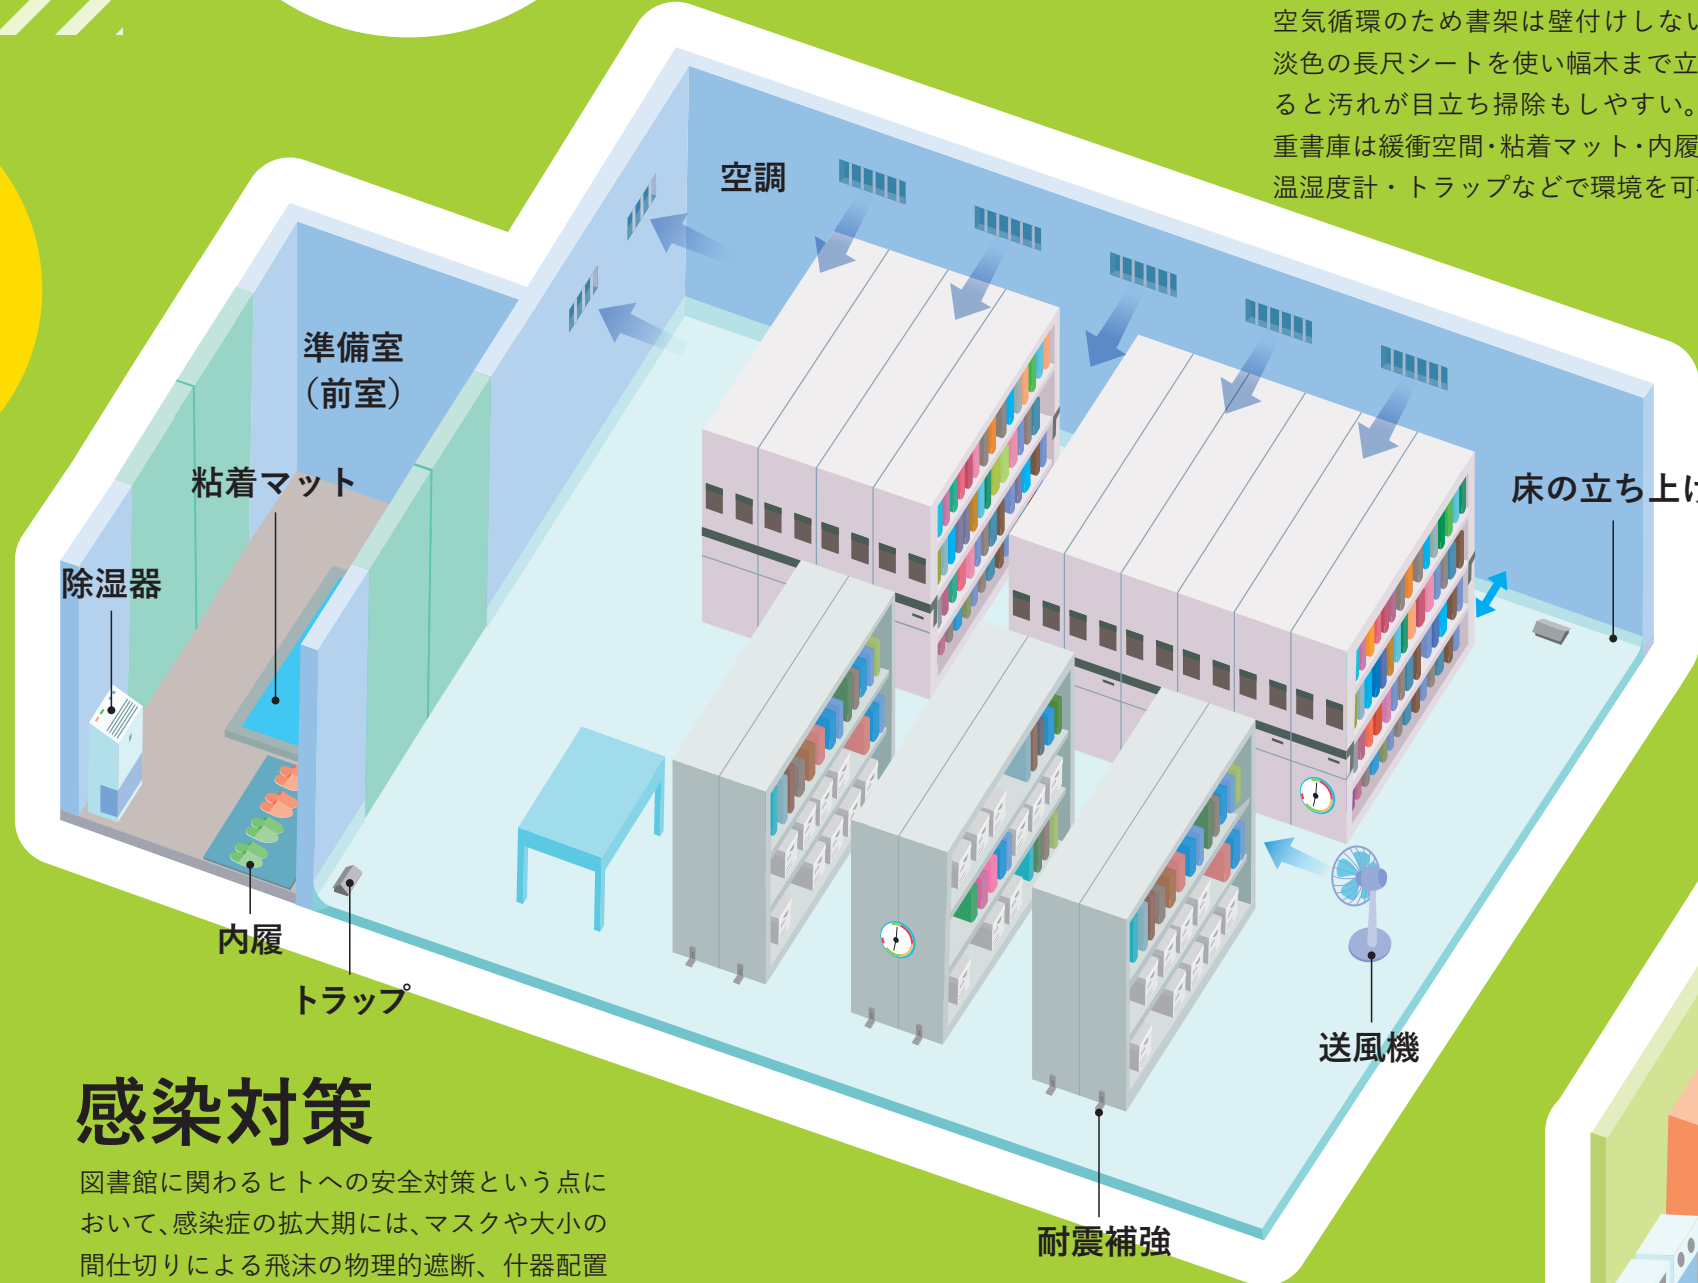 空気循環のため書架は壁付けしない
淡色の長尺シートを使い幅木まで立
ると汚れが目立ち掃除もしやすい。
重書庫は緩衝空間・粘着マット・内履
温湿度計・トラップなどで環境を可
空調
準備室
（前室）
粘着マット
除湿器
床の立ち上げ
内履
トラップ
送風機
耐震補強
感染対策
図書館に関わるヒトへの安全対策という点に
おいて、感染症の拡大期には、マスクや大小の
間仕切りによる飛沫の物理的遮断、什器配置